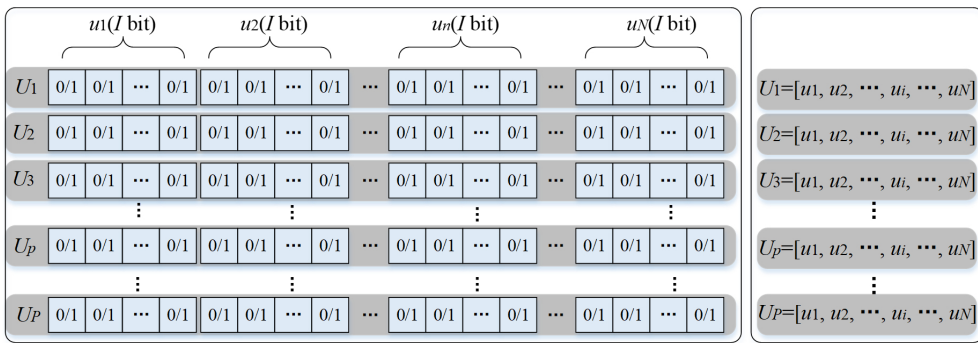 u1(I bit) u2(I bit) un(I bit) uN(I bit)
U1 0/1 0/1 ··· 0/1 0/1 0/1 ··· 0/1 ··· 0/1 0/1 ··· 0/1 ··· 0/1 0/1 ··· 0/1 U1=[u1, u2, ···, ui, ···, uN]
U2 0/1 0/1 ··· 0/1 0/1 0/1 ··· 0/1 ··· 0/1 0/1 ··· 0/1 ··· 0/1 0/1 ··· 0/1 U2=[u1, u2, ···, ui, ···, uN]
U3 0/1 0/1 ··· 0/1 0/1 0/1 ··· 0/1 ··· 0/1 0/1 ··· 0/1 ··· 0/1 0/1 ··· 0/1 U3=[u1, u2, ···, ui, ···, uN]
⋮ ⋮ ⋮ ⋮ ⋮
Up 0/1 0/1 ··· 0/1 0/1 0/1 ··· 0/1 ··· 0/1 0/1 ··· 0/1 ··· 0/1 0/1 ··· 0/1 Up=[u1, u2, ···, ui, ···, uN]
⋮ ⋮ ⋮ ⋮ ⋮
UP 0/1 0/1 ··· 0/1 0/1 0/1 ··· 0/1 ··· 0/1 0/1 ··· 0/1 ··· 0/1 0/1 ··· 0/1 UP=[u1, u2, ···, ui, ···, uN]